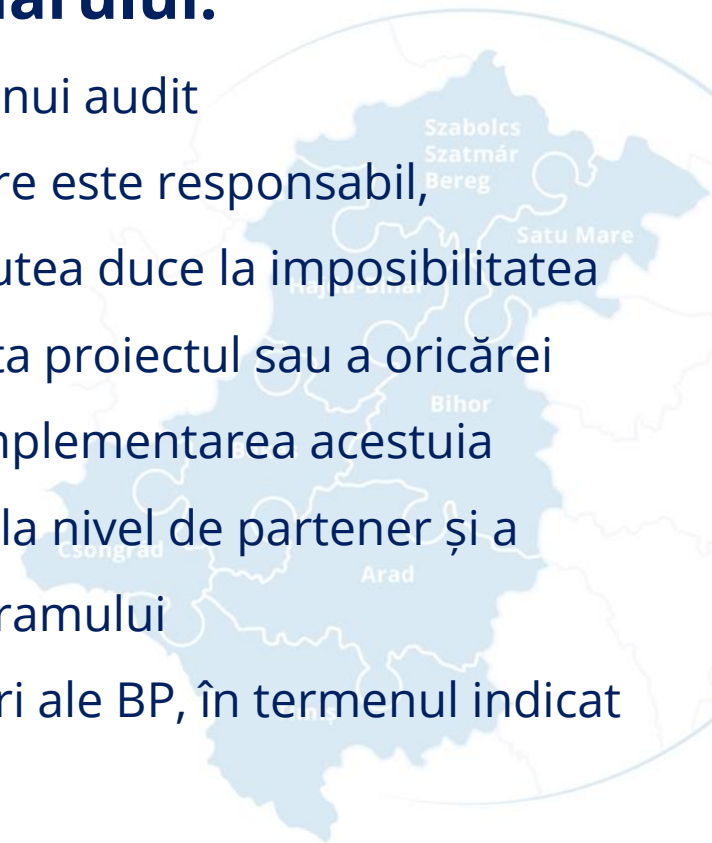 arului:
nui audit
re este responsabil,
utea duce la imposibilitatea
ta proiectul sau a oricărei
nplementarea acestuia
la nivel de partener și a
ramului
ri ale BP, în termenul indicat
Szabolcs
Szatmár
Bereg
Satu Mare
Bihor
Csongrád
Arad